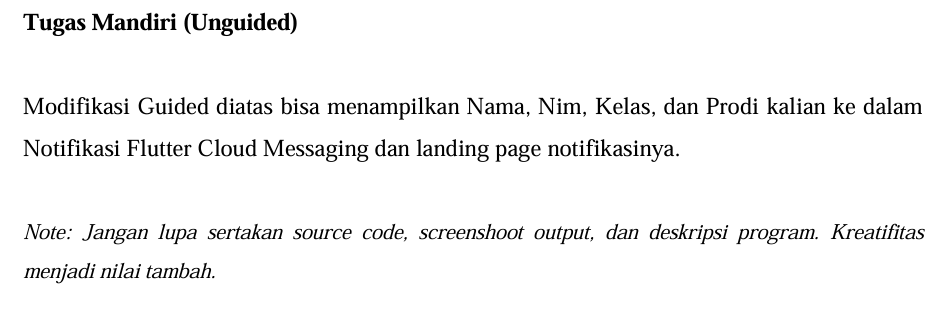 Tugas Mandiri (Unguided)
Modifikasi Guided diatas bisa menampilkan Nama, Nim, Kelas, dan Prodi kalian ke dalam
Notifikasi Flutter Cloud Messaging dan landing page notifikasinya.
Note: Jangan lupa sertakan source code, screenshoot output, dan deskripsi program. Kreatifitas
menjadi nilai tambah.